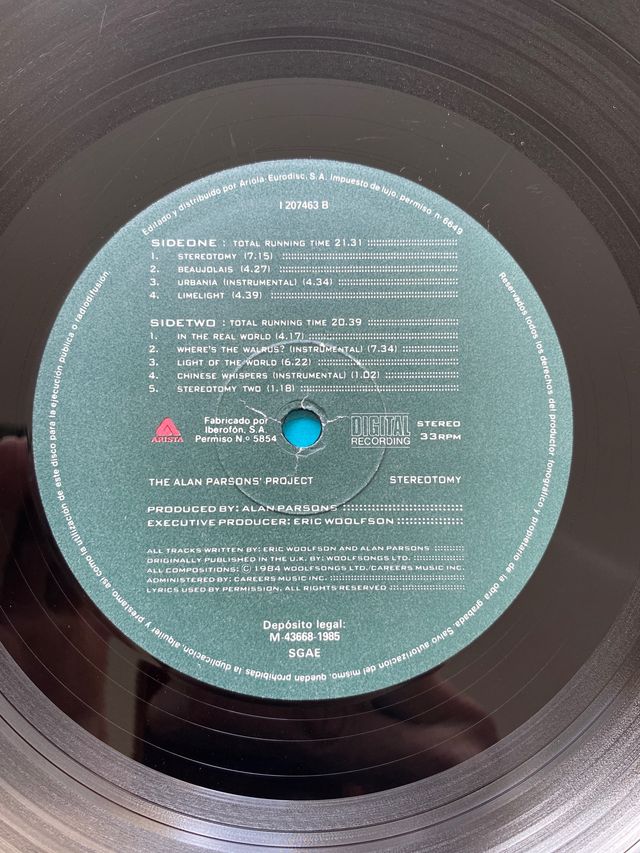 Editado y distribuido por Ariola-Eurodisc, S.A. Impuesto de lujo, permiso nº 6649
I 207463 B
SIDEONE : TOTAL RUNNING TIME 21.31
1. STEREOTOMY (7.15)
2. BEAUJOLAIS (4.27)
3. URBANIA (INSTRUMENTAL) (4.34)
4. LIMELIGHT (4.39)
SIDETWO : TOTAL RUNNING TIME 20.39
1. IN THE REAL WORLD (4.17)
2. WHERE'S THE WALRUS? (INSTRUMENTAL) (7.34)
3. LIGHT OF THE WORLD (6.22)
4. CHINESE WHISPERS (INSTRUMENTAL) (1.02)
5. STEREOTOMY TWO (1.18)
ARISTA
Fabricado por
Iberofón, S.A.
Permiso N.º 5854
DIGITAL
RECORDING
STEREO
33RPM
THE ALAN PARSONS' PROJECT STEREOTOMY
PRODUCED BY: ALAN PARSONS
EXECUTIVE PRODUCER: ERIC WOOLFSON
ALL TRACKS WRITTEN BY: ERIC WOOLFSON AND ALAN PARSONS
ORIGINALLY PUBLISHED IN THE U.K. BY: WOOLFSONGS LTD.
ALL COMPOSITIONS: © 1984 WOOLFSONGS LTD./CAREERS MUSIC INC.
ADMINISTERED BY: CAREERS MUSIC INC.
LYRICS USED BY PERMISSION. ALL RIGHTS RESERVED
Depósito legal:
M-43668-1985
SGAE
Reservados todos los derechos del productor fonográfico y propietario de la obra grabada. Salvo autorización del mismo, quedan prohibidas la duplicación, alquiler y préstamo, así como la utilización de este disco para la ejecución pública o radiodifusión.